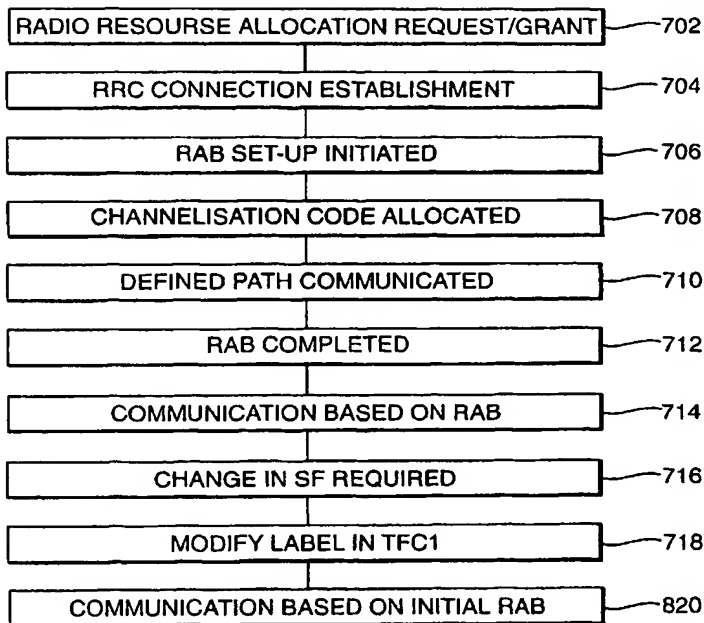 RADIO RESOURSE ALLOCATION REQUEST/GRANT 702
RRC CONNECTION ESTABLISHMENT 704
RAB SET-UP INITIATED 706
CHANNELISATION CODE ALLOCATED 708
DEFINED PATH COMMUNICATED 710
RAB COMPLETED 712
COMMUNICATION BASED ON RAB 714
CHANGE IN SF REQUIRED 716
MODIFY LABEL IN TFC1 718
COMMUNICATION BASED ON INITIAL RAB 820